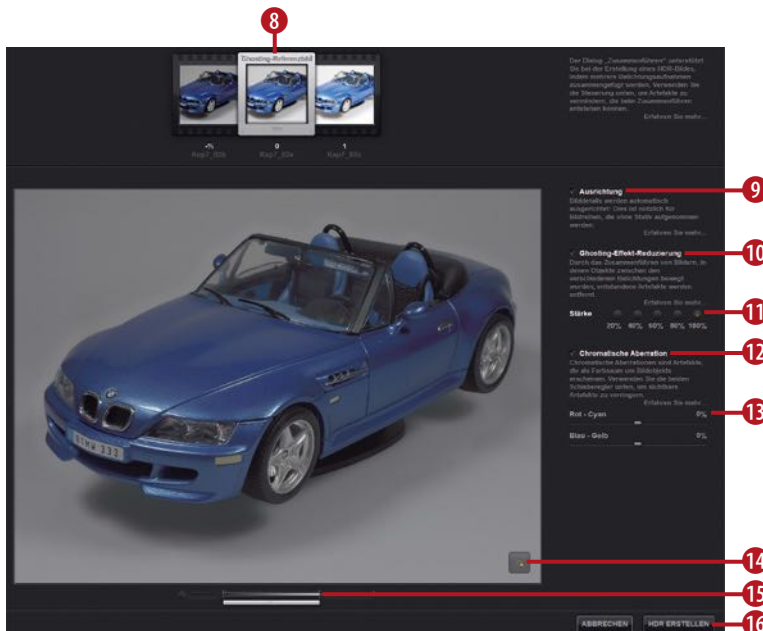 8
Ghosting-Referenzbild
0
1
Der Dialog „Zusammenführen“ unterstützt
Sie bei der Erstellung eines HDR-Bildes,
indem mehrere Belichtungsaufnahmen
zusammengefügt werden. Verwenden Sie
die Steuerung unten, um Artefakte zu
vermindern, die beim Zusammenführen
entstehen können.
Erfahren Sie mehr...
Ausrichtung
9
Bilddetails werden automatisch
ausgerichtet: Dies ist nützlich für
Bildreihen, die ohne Stativ aufgenommen
werden.
Erfahren Sie mehr...
Ghosting-Effekt-Reduzierung
10
Durch das Zusammenführen von Bildern, in
denen Objekte zwischen den
verschiedenen Belichtungen bewegt
wurden, entstandene Artefakte werden
entfernt.
Erfahren Sie mehr...
Stärke
11
20% 40% 60% 80% 100%
Chromatische Aberration
12
Chromatische Aberrationen sind Artefakte,
die als Farbsaum um Bildobjekte
erscheinen. Verwenden Sie die beiden
Schieberegler unten, um sichtbare
Artefakte zu verringern.
Erfahren Sie mehr...
Rot - Cyan 0%
13
Blau - Gelb 0%
B:MW 333
14
15
ABBRECHEN
HDR ERSTELLEN
16